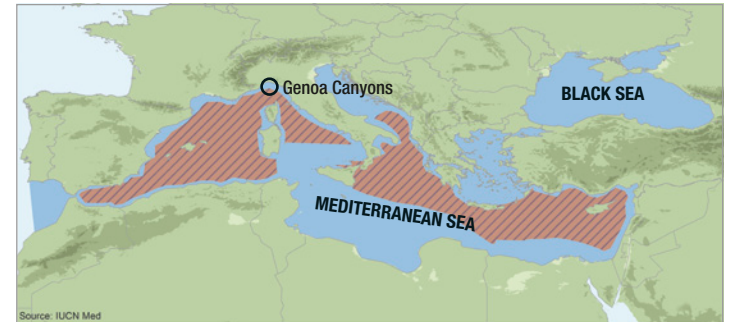 Genoa Canyons
BLACK SEA
MEDITERRANEAN SEA
Source: IUCN Med